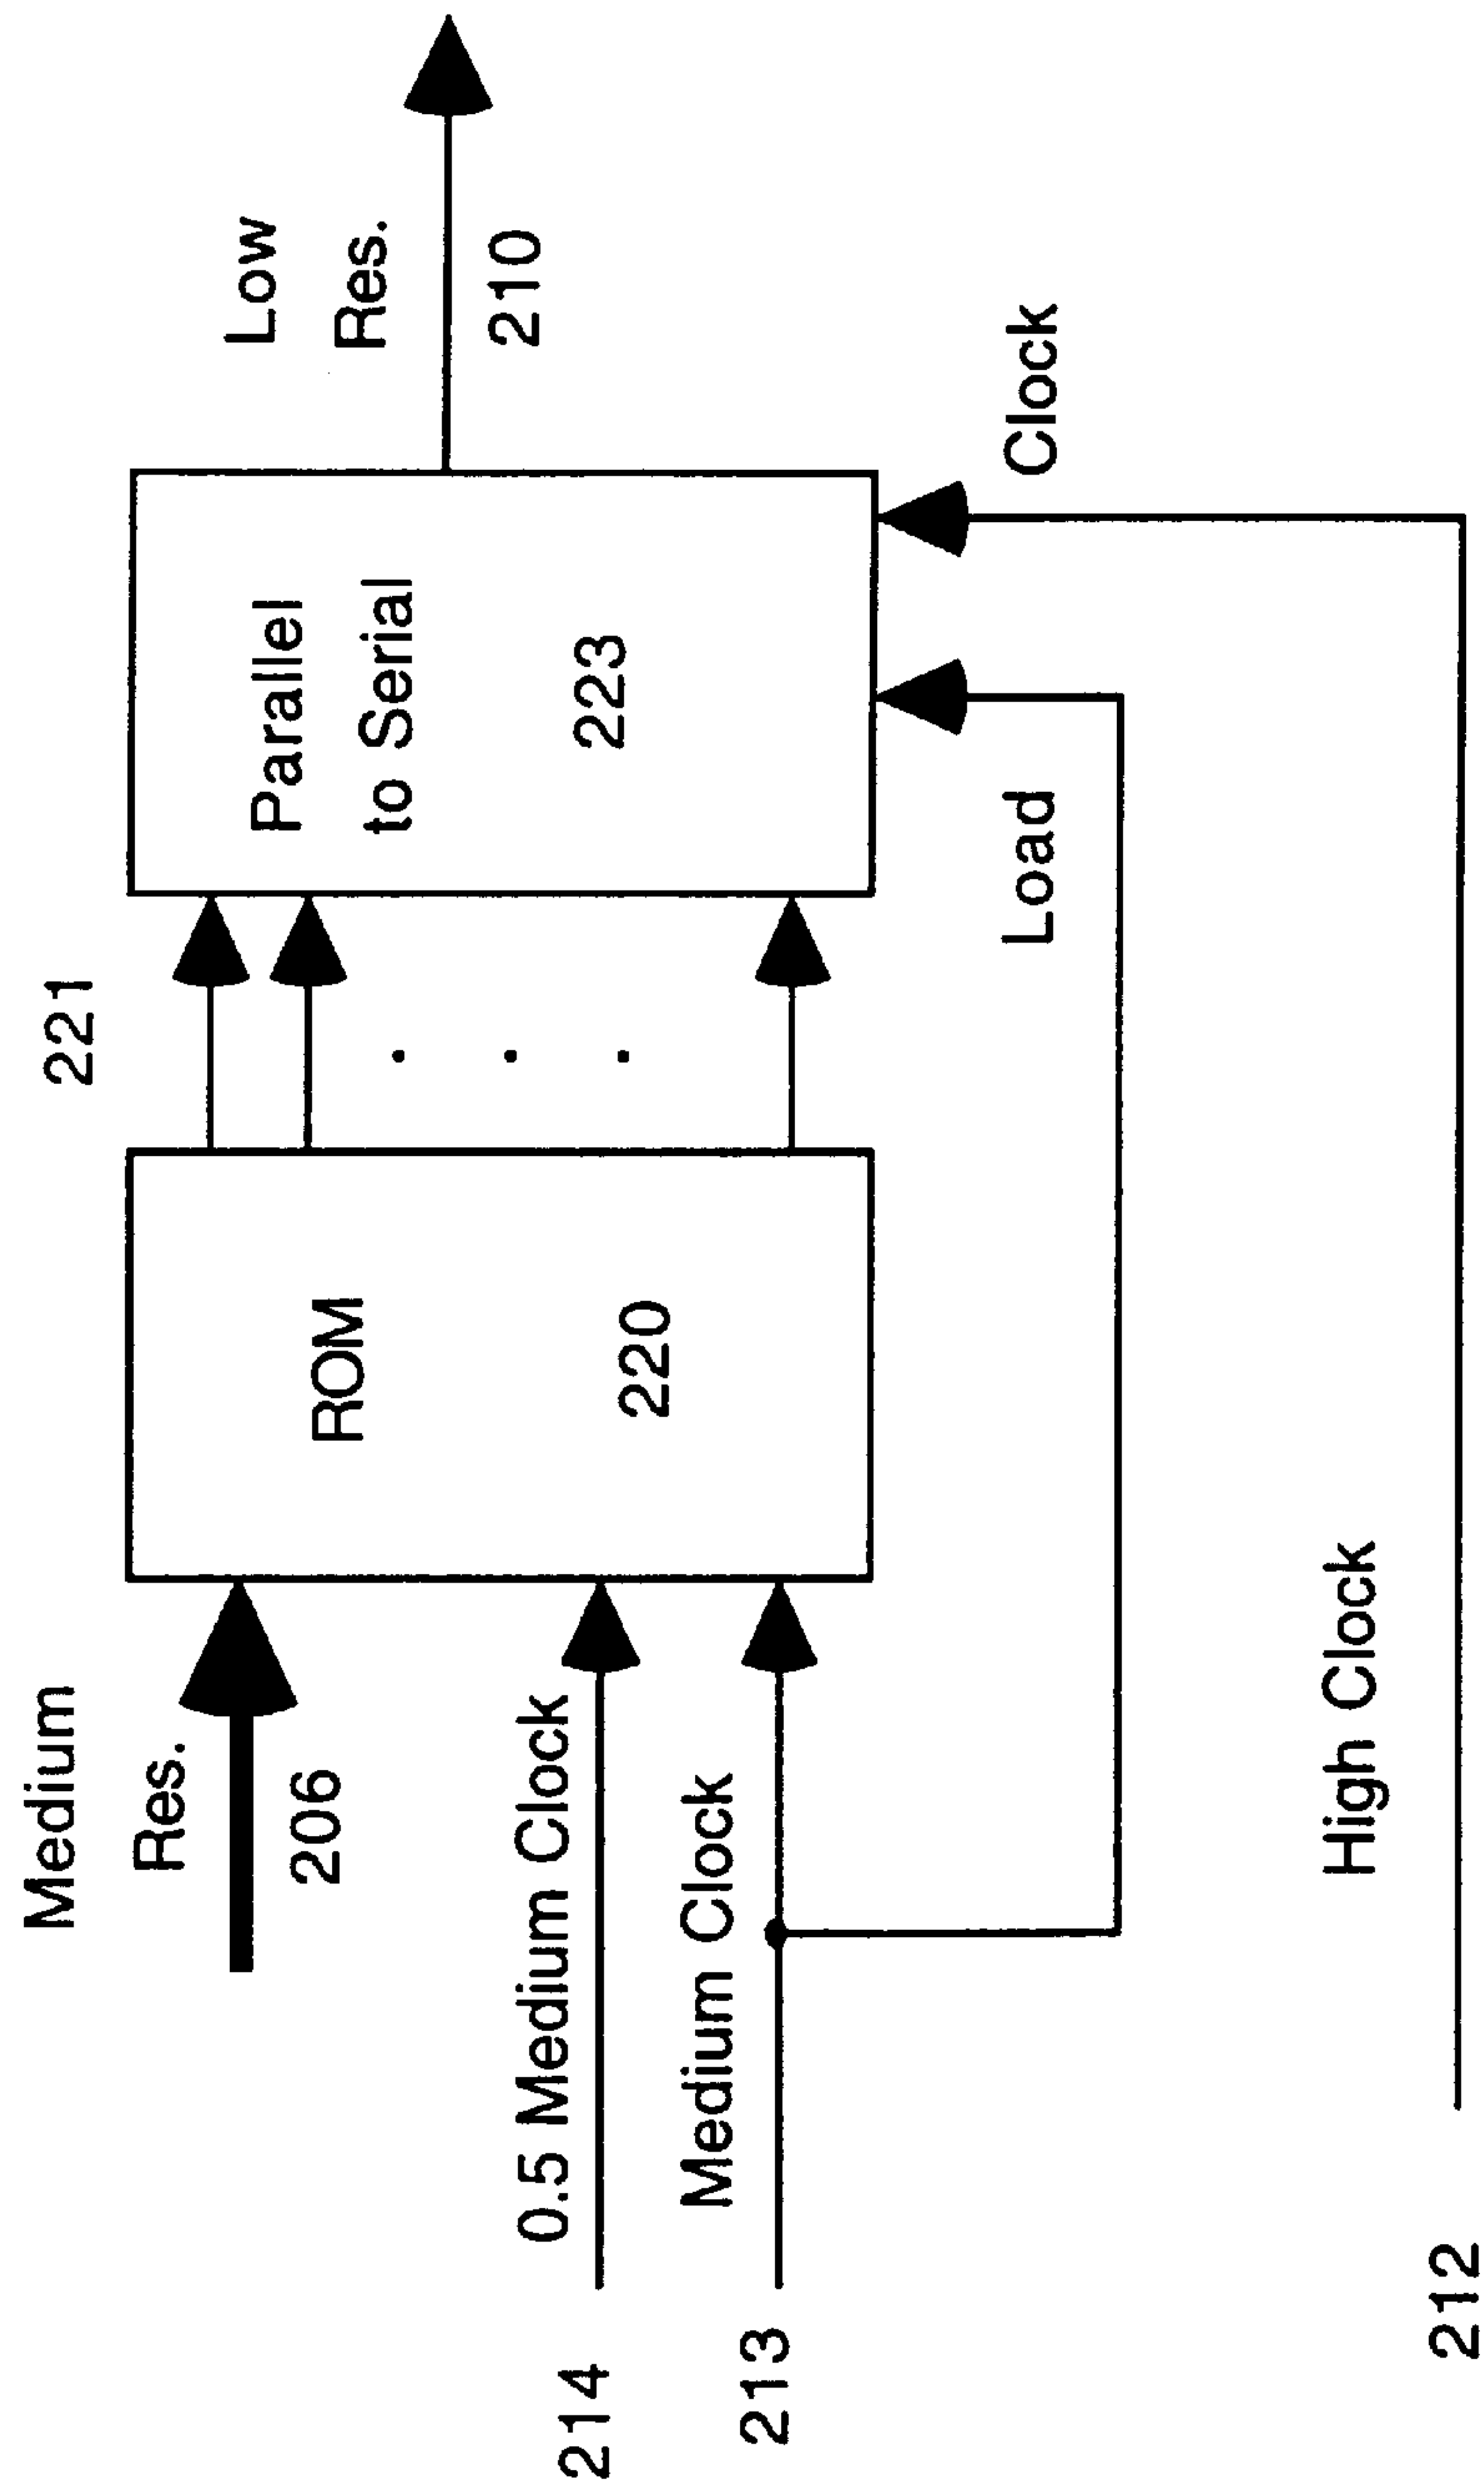 Medium
Res.
206
0.5 Medium Clock
214
Medium Clock
213
ROM
220
221
Parallel
to Serial
223
Low
Res.
210
Load
Clock
High Clock
212